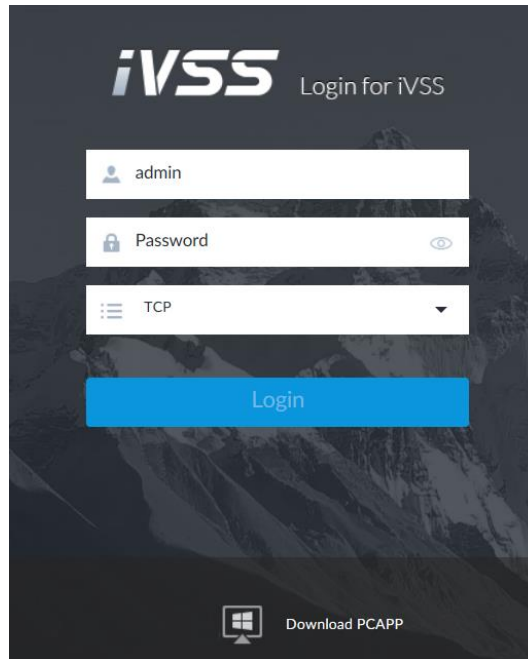 iVSS Login for iVSS
admin
Password
TCP
Login
Download PCAPP